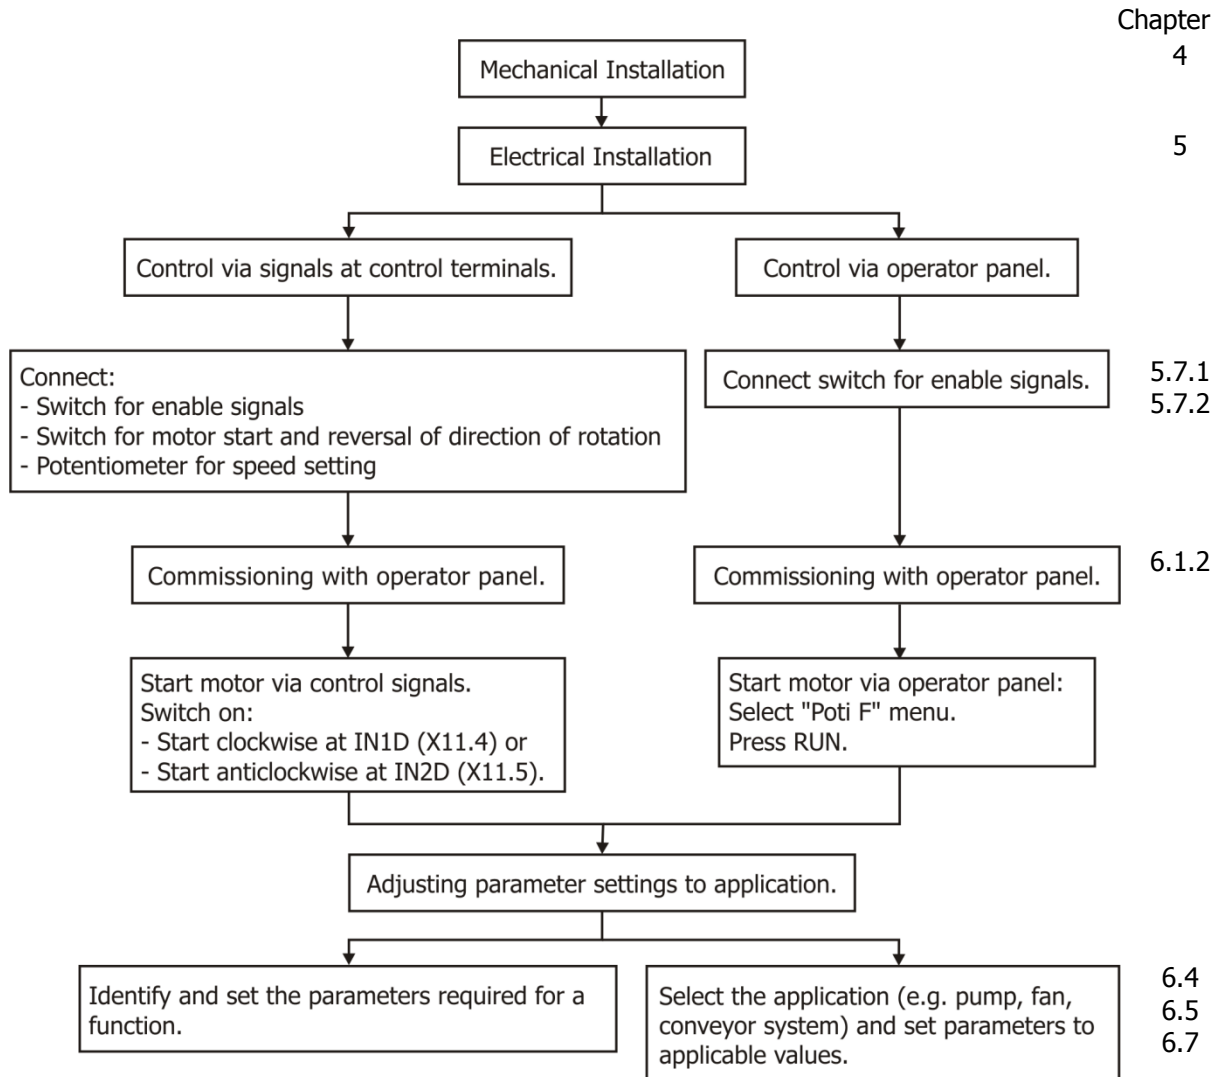 Chapter
Mechanical Installation
4
Electrical Installation
5
Control via signals at control terminals.
Control via operator panel.
Connect:
- Switch for enable signals
- Switch for motor start and reversal of direction of rotation
- Potentiometer for speed setting
Connect switch for enable signals.
5.7.1
5.7.2
Commissioning with operator panel.
Commissioning with operator panel.
6.1.2
Start motor via control signals.
Switch on:
- Start clockwise at IN1D (X11.4) or
- Start anticlockwise at IN2D (X11.5).
Start motor via operator panel:
Select "Poti F" menu.
Press RUN.
Adjusting parameter settings to application.
Identify and set the parameters required for a
function.
Select the application (e.g. pump, fan,
conveyor system) and set parameters to
applicable values.
6.4
6.5
6.7